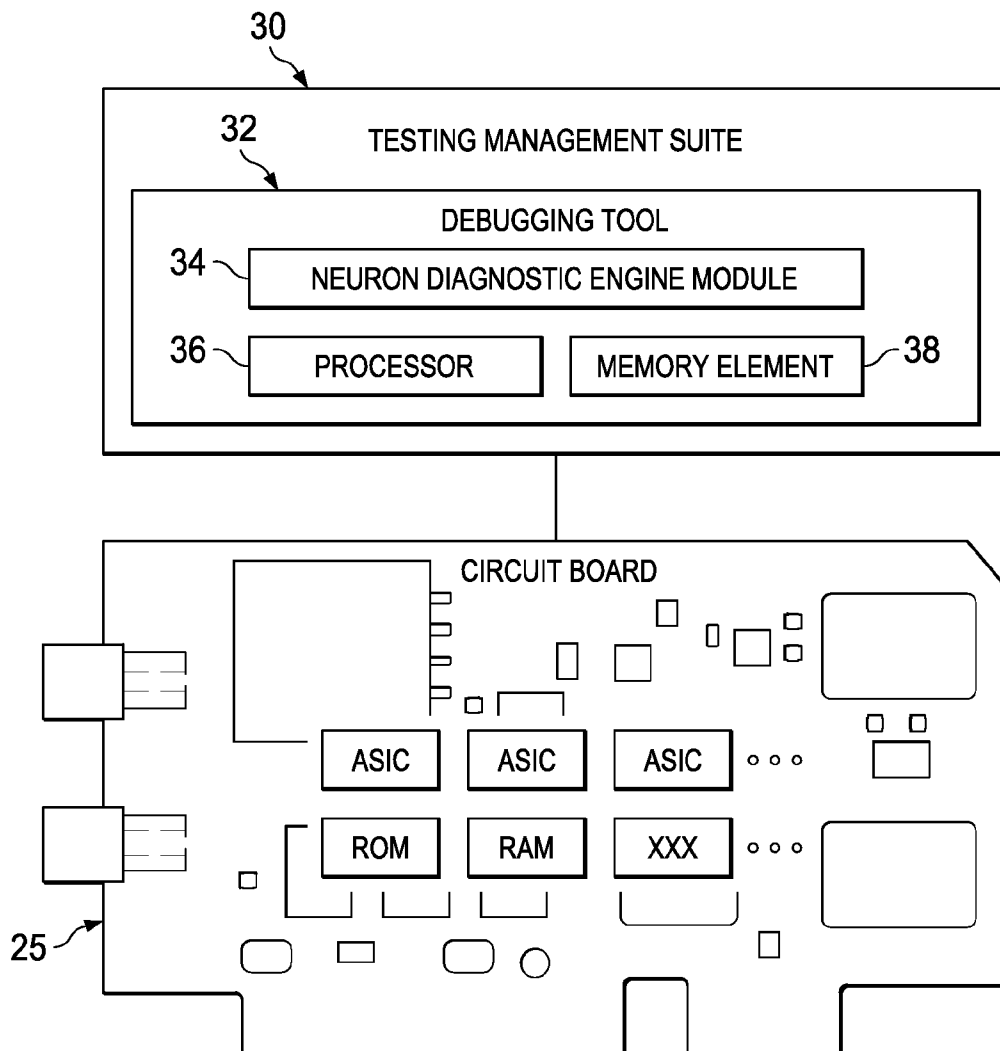 30
TESTING MANAGEMENT SUITE
32
DEBUGGING TOOL
34
NEURON DIAGNOSTIC ENGINE MODULE
36
PROCESSOR
MEMORY ELEMENT
38
CIRCUIT BOARD
ASIC
ASIC
ASIC
ROM
RAM
XXX
25